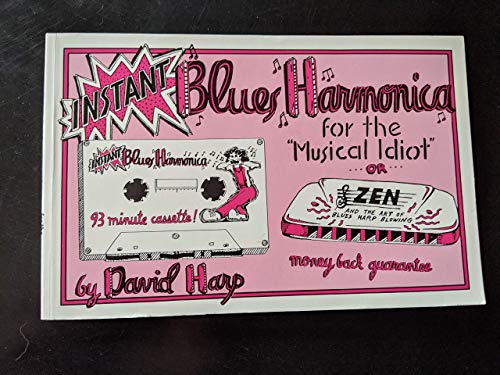 INSTANT
Blues Harmonica
for the
"Musical Idiot"
...OR...
INSTANT Blues Harmonica
93 minute cassette!
ZEN
AND THE ART OF
BLUES HARP BLOWING
money back guarantee
by David Harp